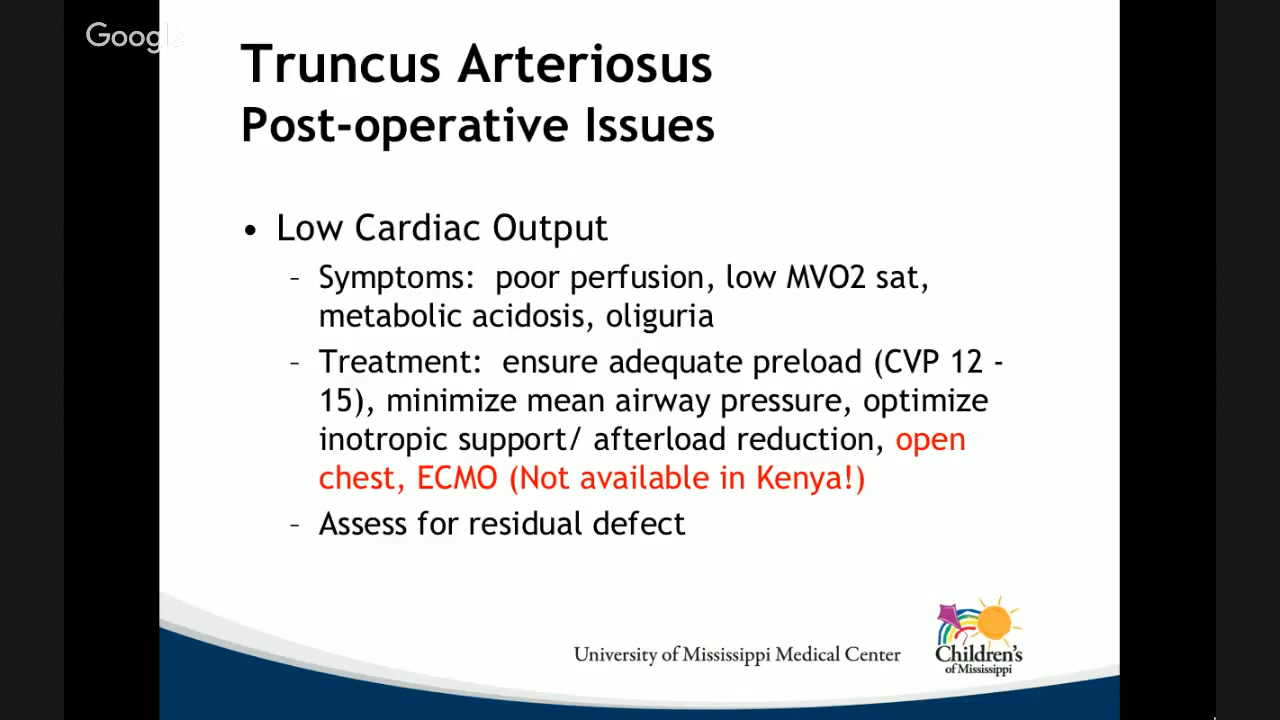 Google
Truncus Arteriosus
Post-operative Issues
• Low Cardiac Output
– Symptoms:  poor perfusion, low MVO2 sat,
metabolic acidosis, oliguria
– Treatment:  ensure adequate preload (CVP 12 -
15), minimize mean airway pressure, optimize
inotropic support/ afterload reduction, open
chest, ECMO (Not available in Kenya!)
– Assess for residual defect
University of Mississippi Medical Center
Children's
of Mississippi